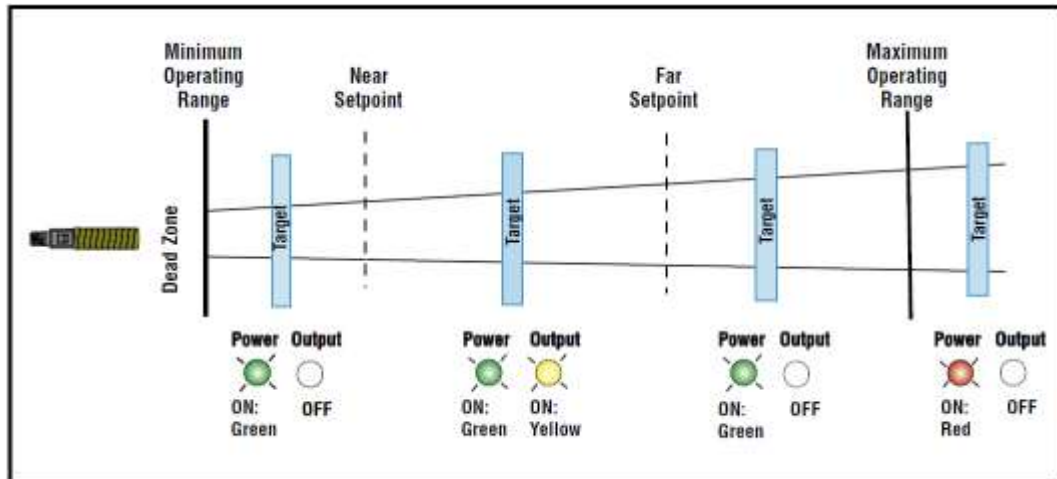 Minimum
Operating
Range
Near
Setpoint
Far
Setpoint
Maximum
Operating
Range
Dead Zone
Target
Target
Target
Target
Power Output
ON:
Green
OFF
Power Output
ON:
Green
ON:
Yellow
Power Output
ON:
Green
OFF
Power Output
ON:
Red
OFF